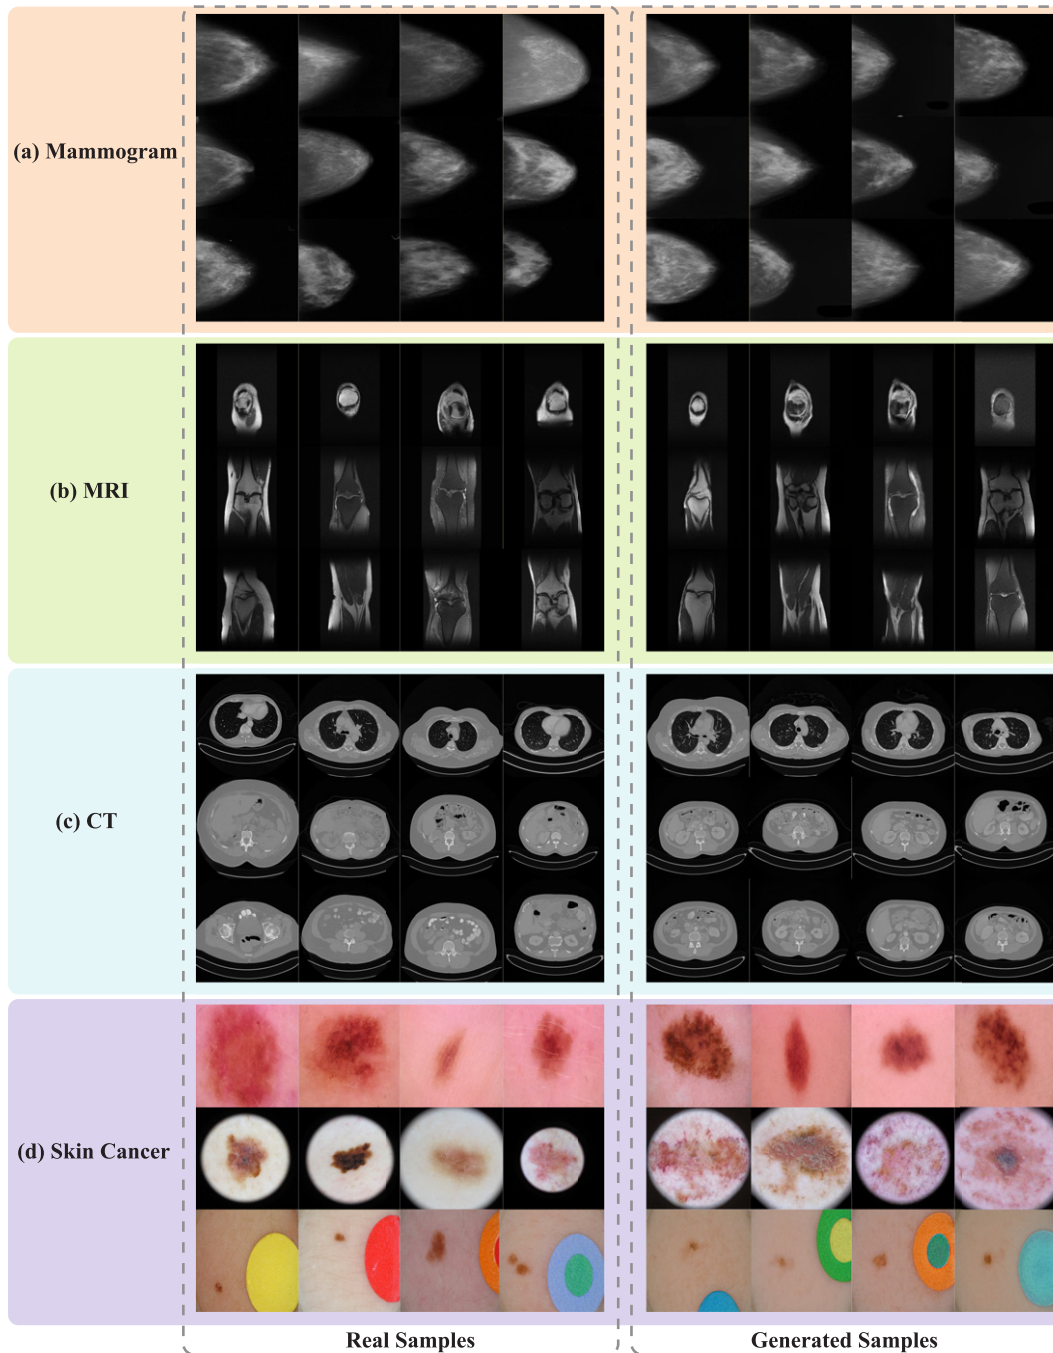 (a) Mammogram
(b) MRI
(c) CT
(d) Skin Cancer
Real Samples
Generated Samples